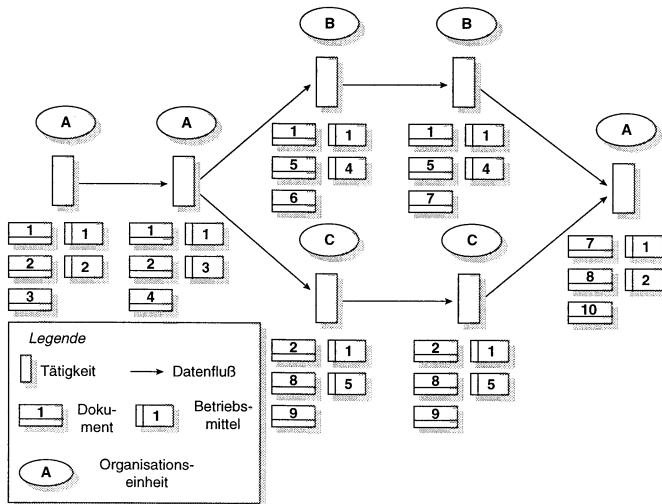 B B
A A A
1 1 1 1
5 4 5 4
6 7
C C
1 1 1 1
2 2 2 3
3 4
7 1
8 2
10
2 1 2 1
8 5 8 5
9 9
Legende
Tätigkeit Datenfluß
1 Doku-
ment 1 Betriebs-
mittel
A Organisations-
einheit